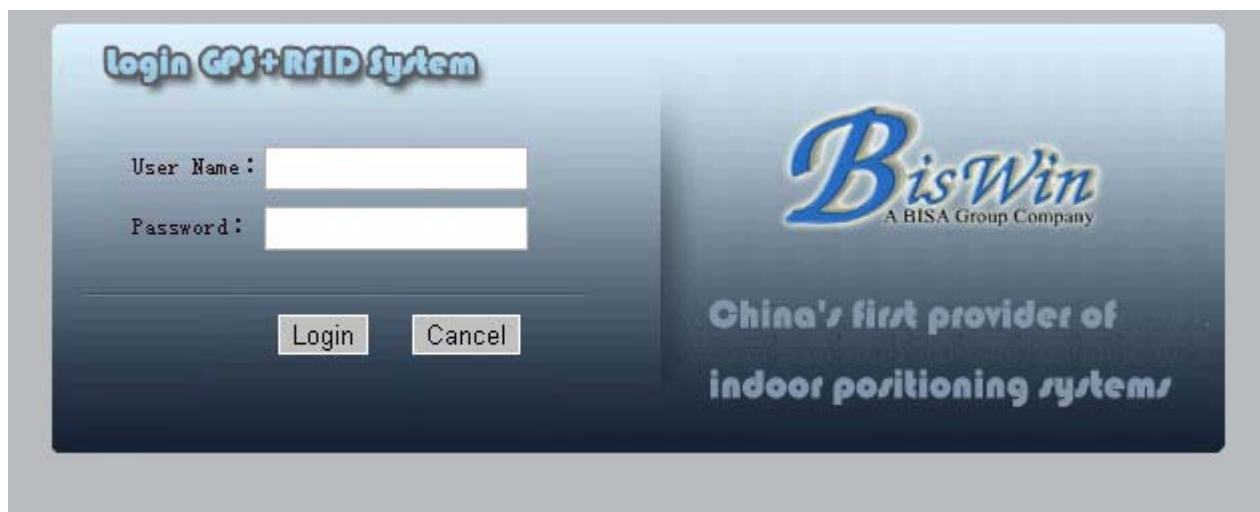 Login GPS+RFID System
User Name：
Password：
Login
Cancel
BisWin
A BISA Group Company
China's first provider of
indoor positioning systems